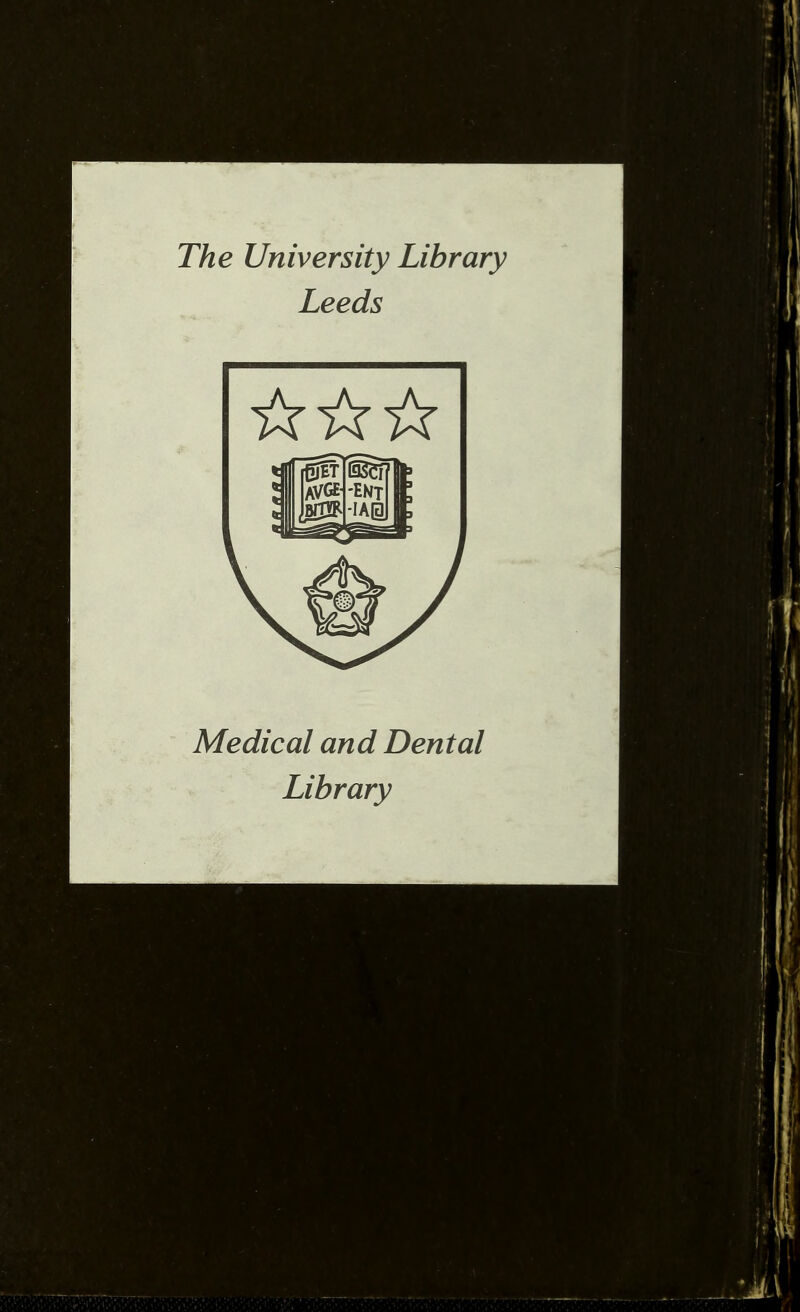 The University Library
Leeds
ET SCI
AVGE- -ENT
BITVR -IA
Medical and Dental
Library